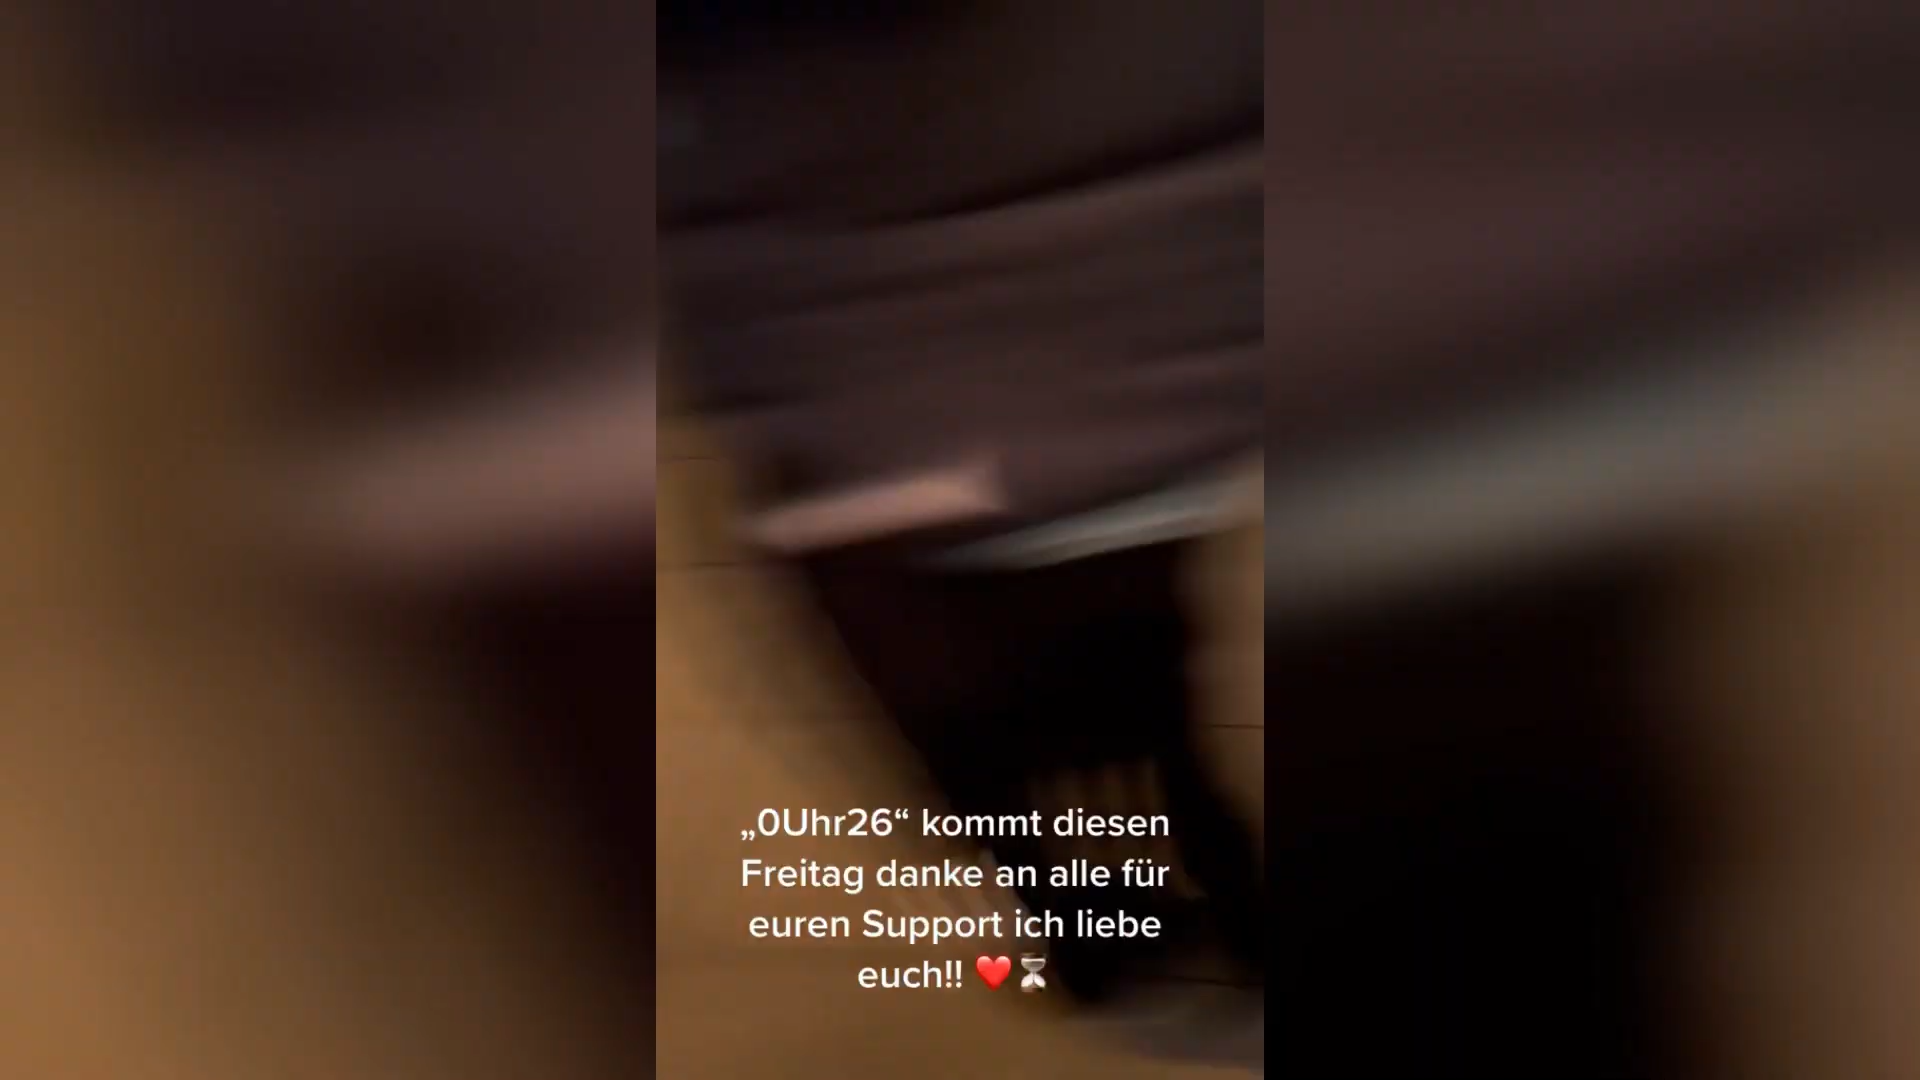 „0Uhr26“ kommt diesen
Freitag danke an alle für
euren Support ich liebe
euch!! ❤️⏳